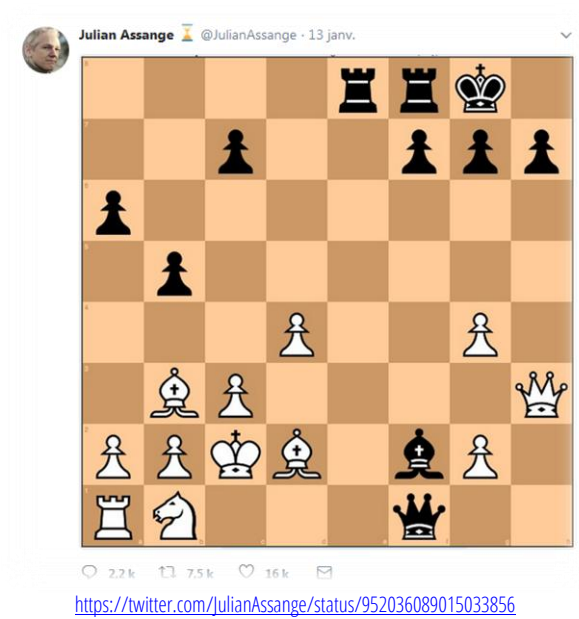 Julian Assange ⌛ @JulianAssange · 13 janv.
2.2 k 7.5 k 16 k
https://twitter.com/JulianAssange/status/952036089015033856